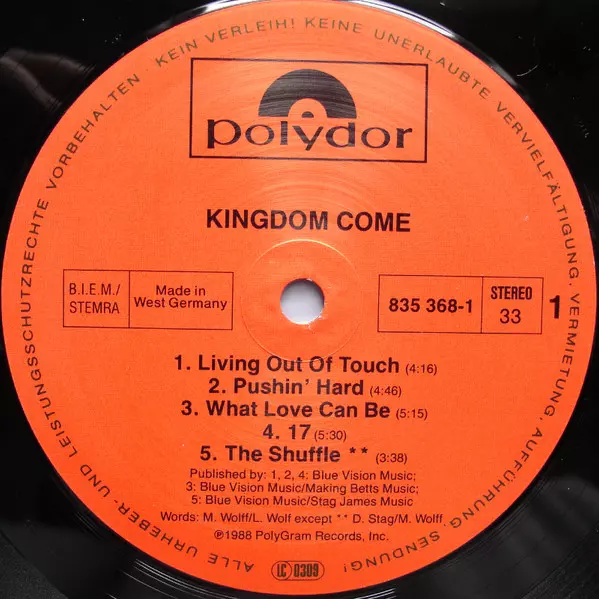 ALLE URHEBER- UND LEISTUNGSSCHUTZRECHTE VORBEHALTEN KEIN VERLEIH! KEINE UNERLAUBTE VERVIELFÄLTIGUNG, VERMIETUNG, AUFFÜHRUNG, SENDUNG!
polydor
KINGDOM COME
B.I.E.M./
STEMRA
Made in
West Germany
835 368-1
STEREO
33
1
1. Living Out Of Touch (4:16)
2. Pushin' Hard (4:46)
3. What Love Can Be (5:15)
4. 17 (5:30)
5. The Shuffle ** (3:38)
Published by: 1, 2, 4: Blue Vision Music;
3: Blue Vision Music/Making Betts Music;
5: Blue Vision Music/Stag James Music
Words: M. Wolff/L. Wolf except ** D. Stag/M. Wolff
℗1988 PolyGram Records, Inc.
LC 0309